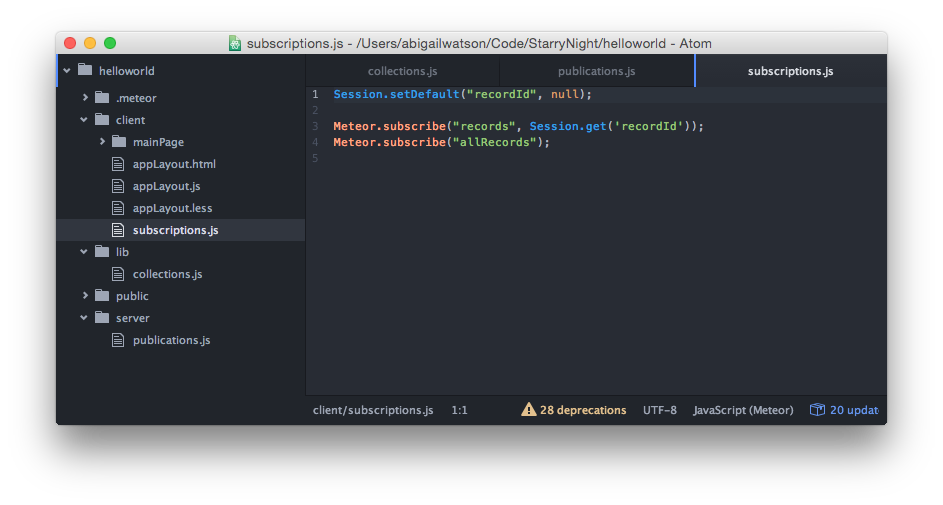 subscriptions.js - /Users/abigailwatson/Code/StarryNight/helloworld - Atom
helloworld
.meteor
client
mainPage
appLayout.html
appLayout.js
appLayout.less
subscriptions.js
lib
collections.js
public
server
publications.js
collections.js publications.js subscriptions.js
1 Session.setDefault("recordId", null);
2
3 Meteor.subscribe("records", Session.get('recordId'));
4 Meteor.subscribe("allRecords");
5
client/subscriptions.js 1:1 28 deprecations UTF-8 JavaScript (Meteor) 20 updat